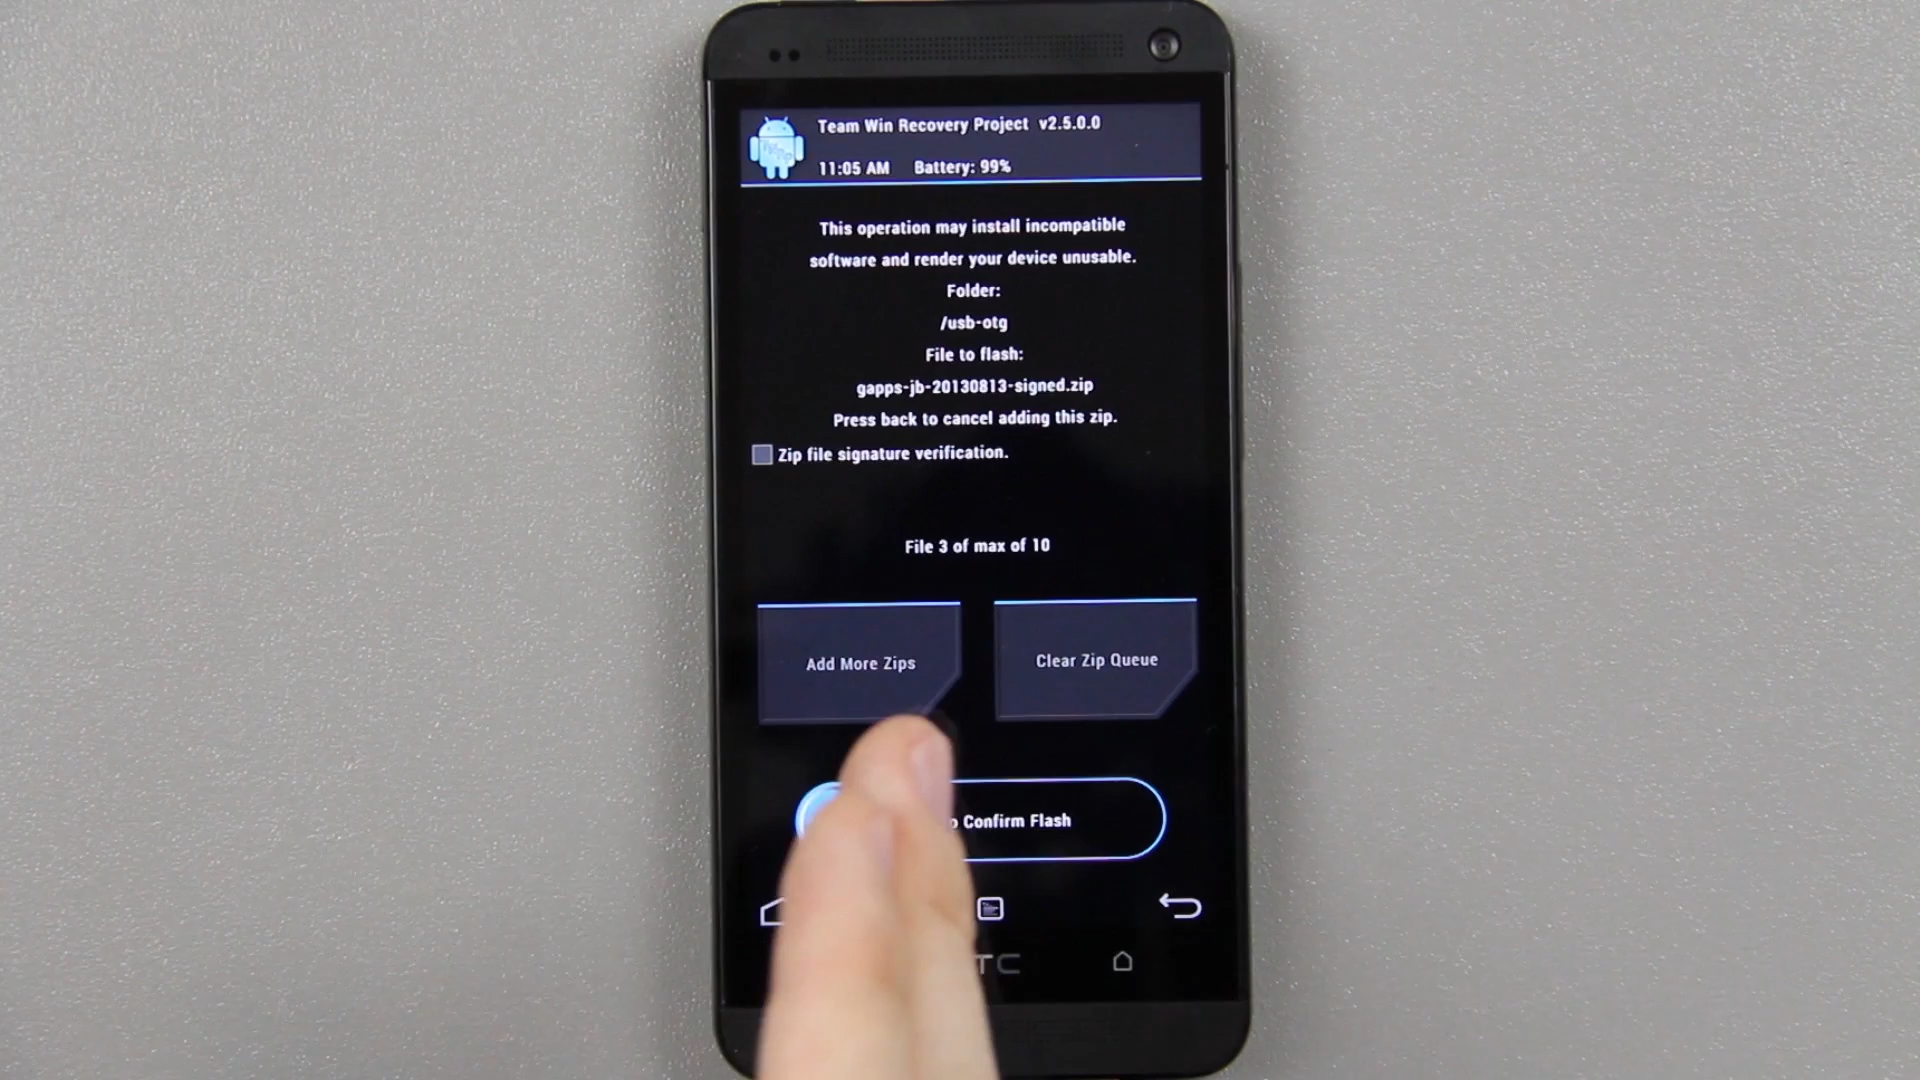 Team Win Recovery Project v2.5.0.0
11:05 AM Battery: 99%
This operation may install incompatible
software and render your device unusable.
Folder:
/usb-otg
File to flash:
gapps-jb-20130813-signed.zip
Press back to cancel adding this zip.
Zip file signature verification.
File 3 of max of 10
Add More Zips
Clear Zip Queue
Confirm Flash